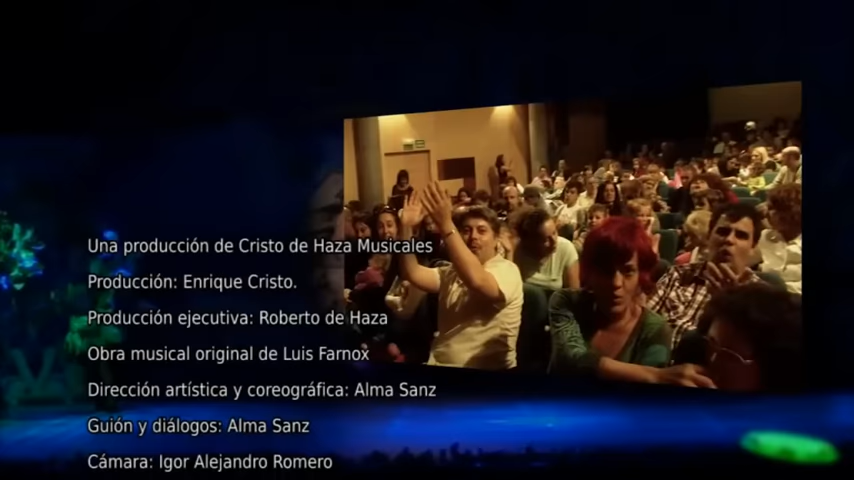 Una producción de Cristo de Haza Musicales
Producción: Enrique Cristo.
Producción ejecutiva: Roberto de Haza
Obra musical original de Luis Farnox
Dirección artística y coreográfica: Alma Sanz
Guión y diálogos: Alma Sanz
Cámara: Igor Alejandro Romero